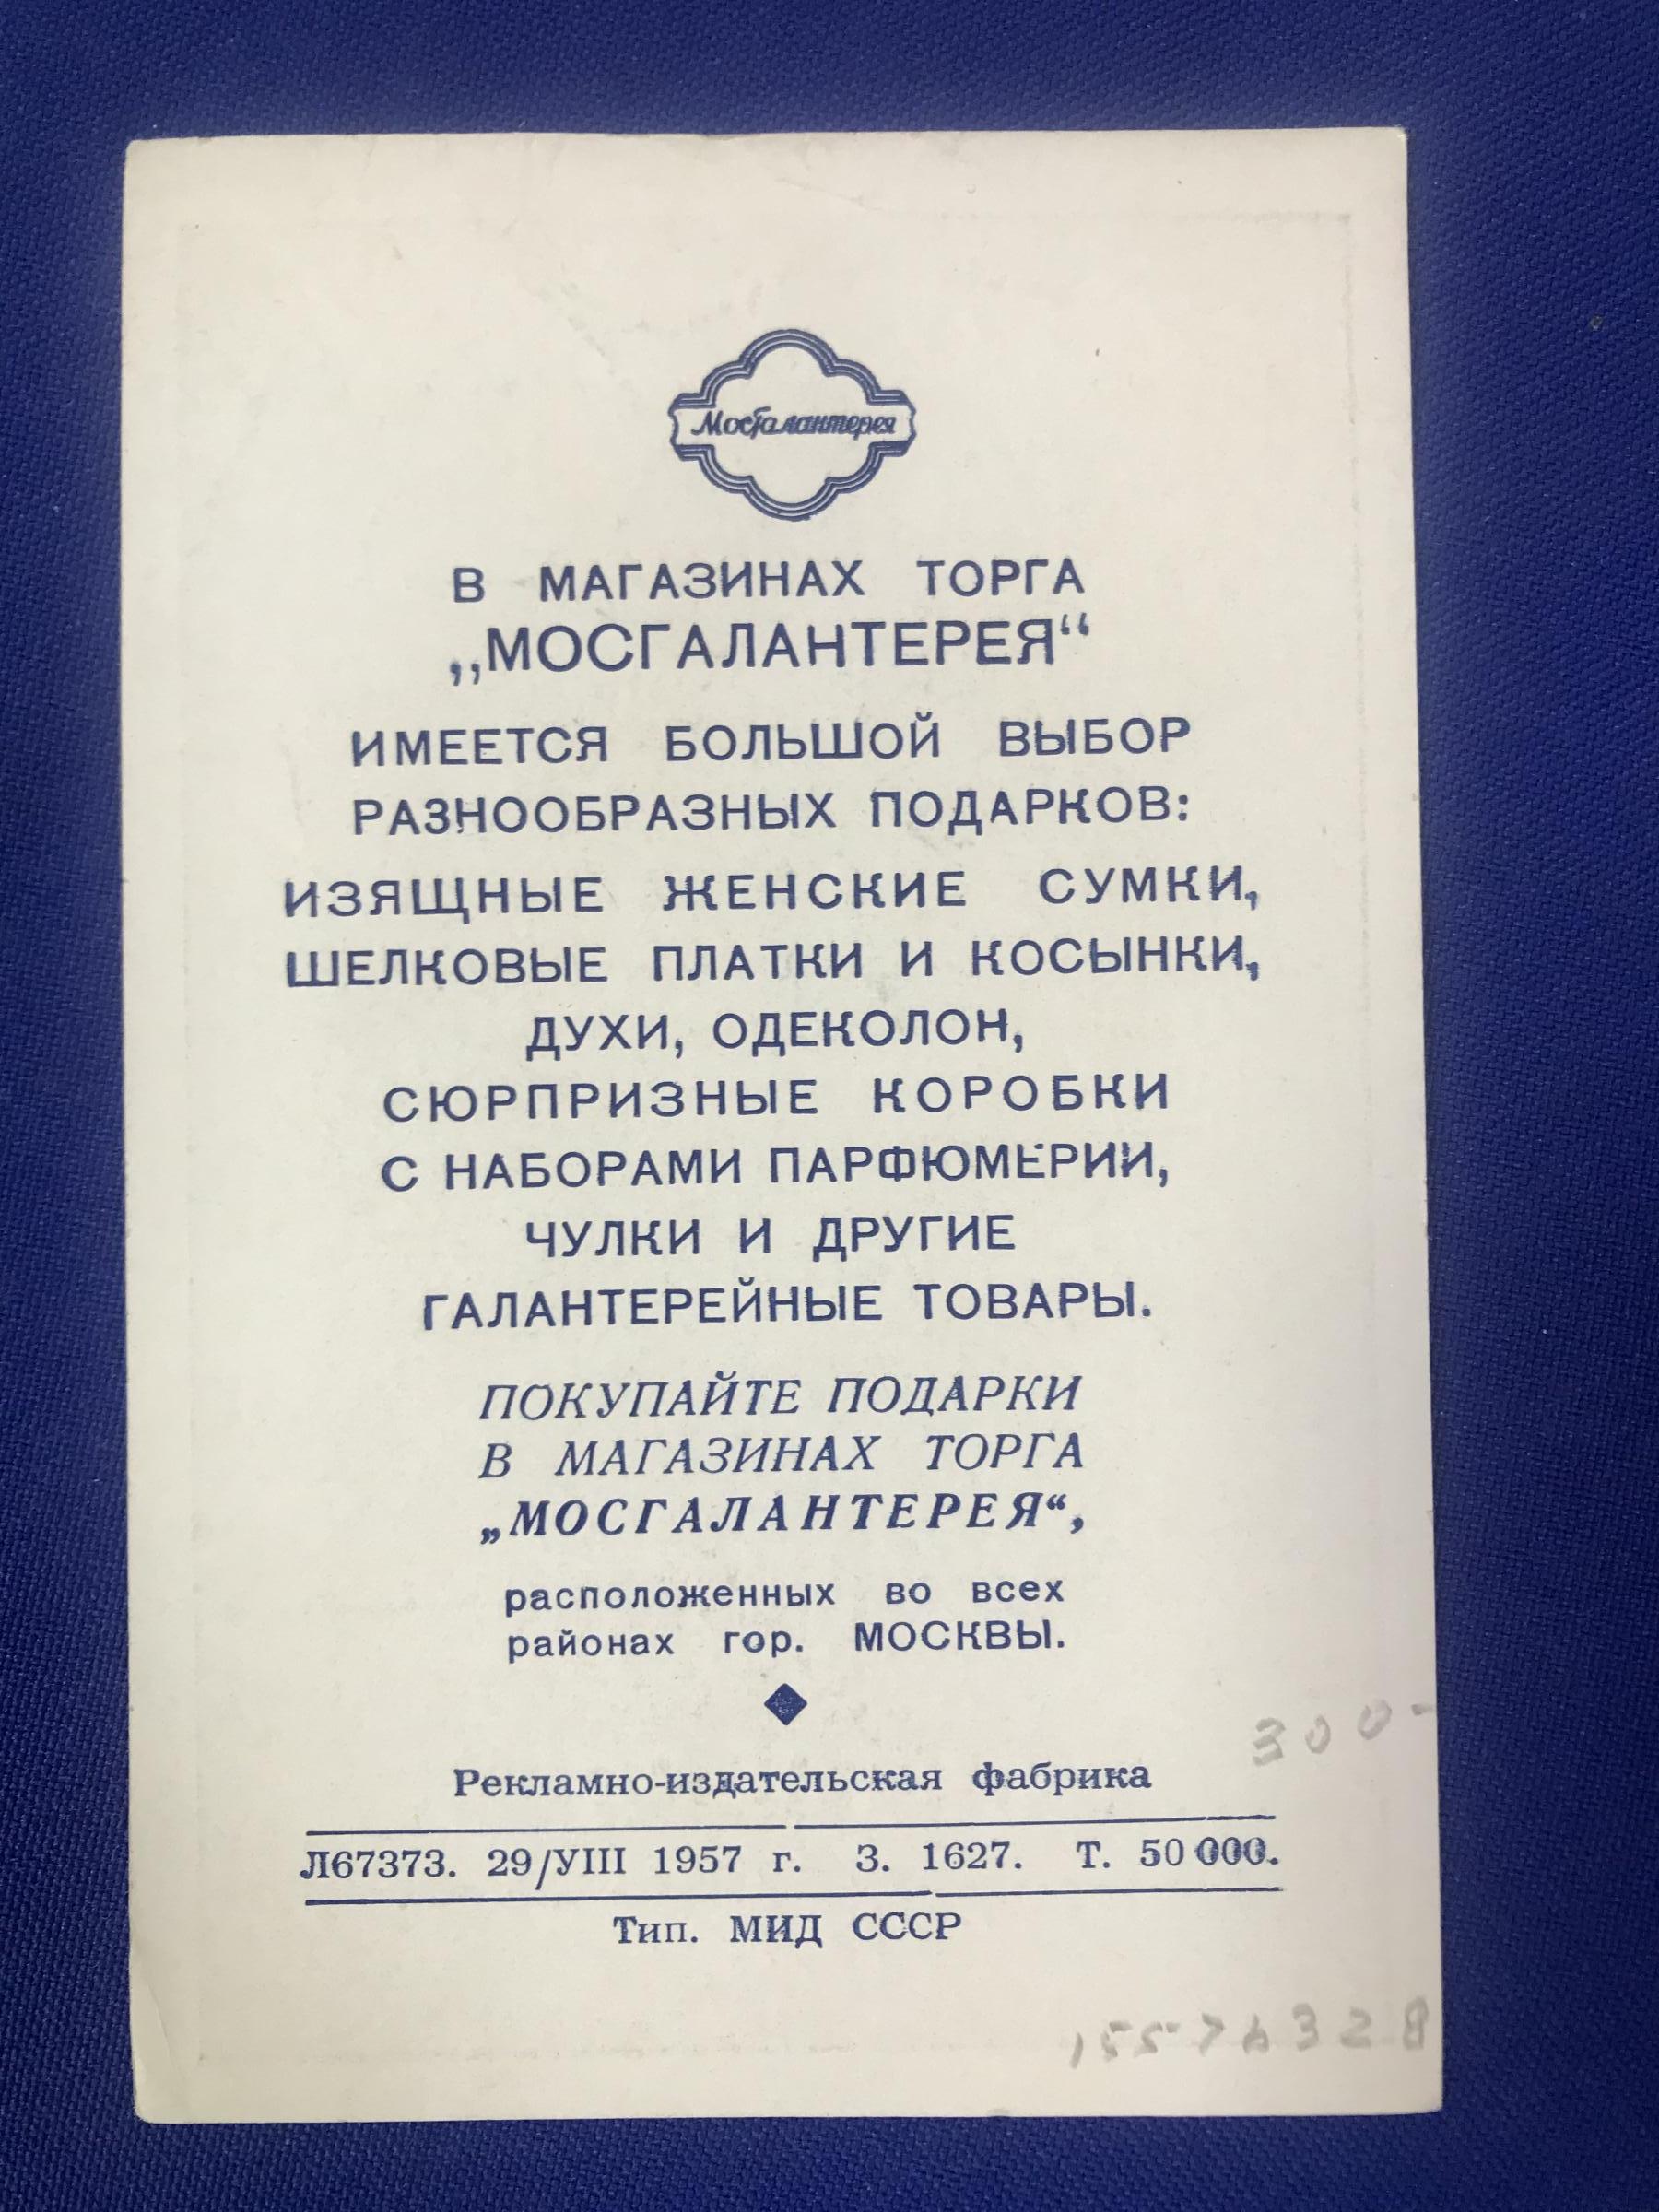 Мосгалантерея
В МАГАЗИНАХ ТОРГА
„МОСГАЛАНТЕРЕЯ“
ИМЕЕТСЯ БОЛЬШОЙ ВЫБОР
РАЗНООБРАЗНЫХ ПОДАРКОВ:
ИЗЯЩНЫЕ ЖЕНСКИЕ СУМКИ,
ШЕЛКОВЫЕ ПЛАТКИ И КОСЫНКИ,
ДУХИ, ОДЕКОЛОН,
СЮРПРИЗНЫЕ КОРОБКИ
С НАБОРАМИ ПАРФЮМЕРИИ,
ЧУЛКИ И ДРУГИЕ
ГАЛАНТЕРЕЙНЫЕ ТОВАРЫ.
ПОКУПАЙТЕ ПОДАРКИ
В МАГАЗИНАХ ТОРГА
„МОСГАЛАНТЕРЕЯ“,
расположенных во всех
районах гор. МОСКВЫ.
300-
Рекламно-издательская фабрика
Л67373. 29/VIII 1957 г. З. 1627. Т. 50 000.
Тип. МИД СССР